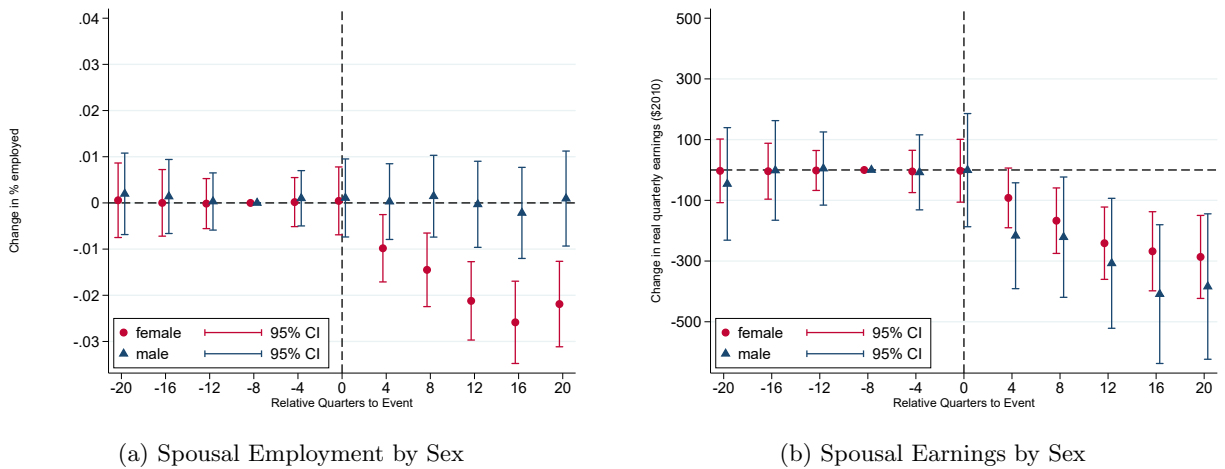 .04
.03
.02
.01
0
-.01
-.02
-.03
Change in % employed
female 95% CI
male 95% CI
-20 -16 -12 -8 -4 0 4 8 12 16 20
Relative Quarters to Event
(a) Spousal Employment by Sex
500
300
100
-100
-300
-500
Change in real quarterly earnings ($2010)
female 95% CI
male 95% CI
-20 -16 -12 -8 -4 0 4 8 12 16 20
Relative Quarters to Event
(b) Spousal Earnings by Sex